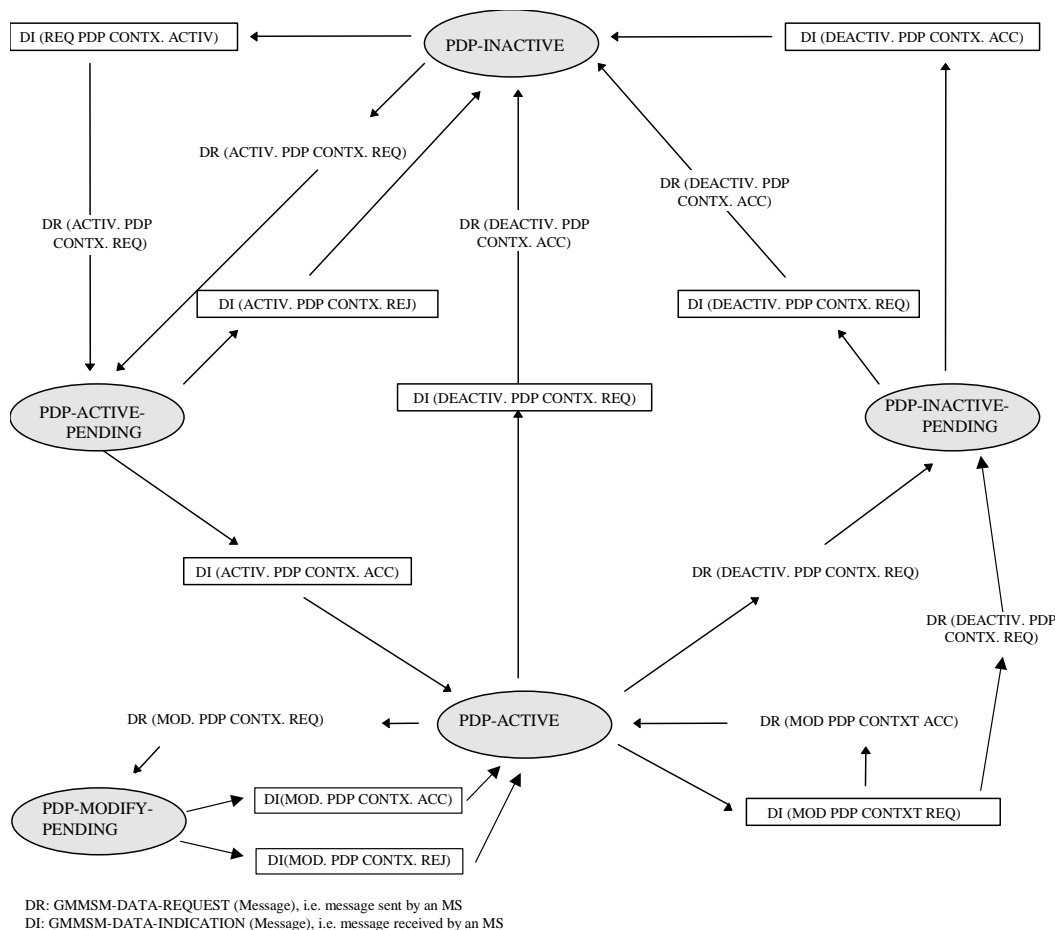 DI (REQ PDP CONTX. ACTIV)
PDP-INACTIVE
DI (DEACTIV. PDP CONTX. ACC)
DR (ACTIV. PDP CONTX. REQ)
DR (DEACTIV. PDP
CONTX. ACC)
DR (ACTIV. PDP
CONTX. REQ)
DR (DEACTIV. PDP
CONTX. ACC)
DI (ACTIV. PDP CONTX. REJ)
DI (DEACTIV. PDP CONTX. REQ)
PDP-ACTIVE-
PENDING
DI (DEACTIV. PDP CONTX. REQ)
PDP-INACTIVE-
PENDING
DI (ACTIV. PDP CONTX. ACC)
DR (DEACTIV. PDP CONTX. REQ)
DR (DEACTIV. PDP
CONTX. REQ)
DR (MOD. PDP CONTX. REQ)
PDP-ACTIVE
DR (MOD PDP CONTXT ACC)
PDP-MODIFY-
PENDING
DI(MOD. PDP CONTX. ACC)
DI (MOD PDP CONTXT REQ)
DI(MOD. PDP CONTX. REJ)
DR: GMMSM-DATA-REQUEST (Message), i.e. message sent by an MS
DI: GMMSM-DATA-INDICATION (Message), i.e. message received by an MS